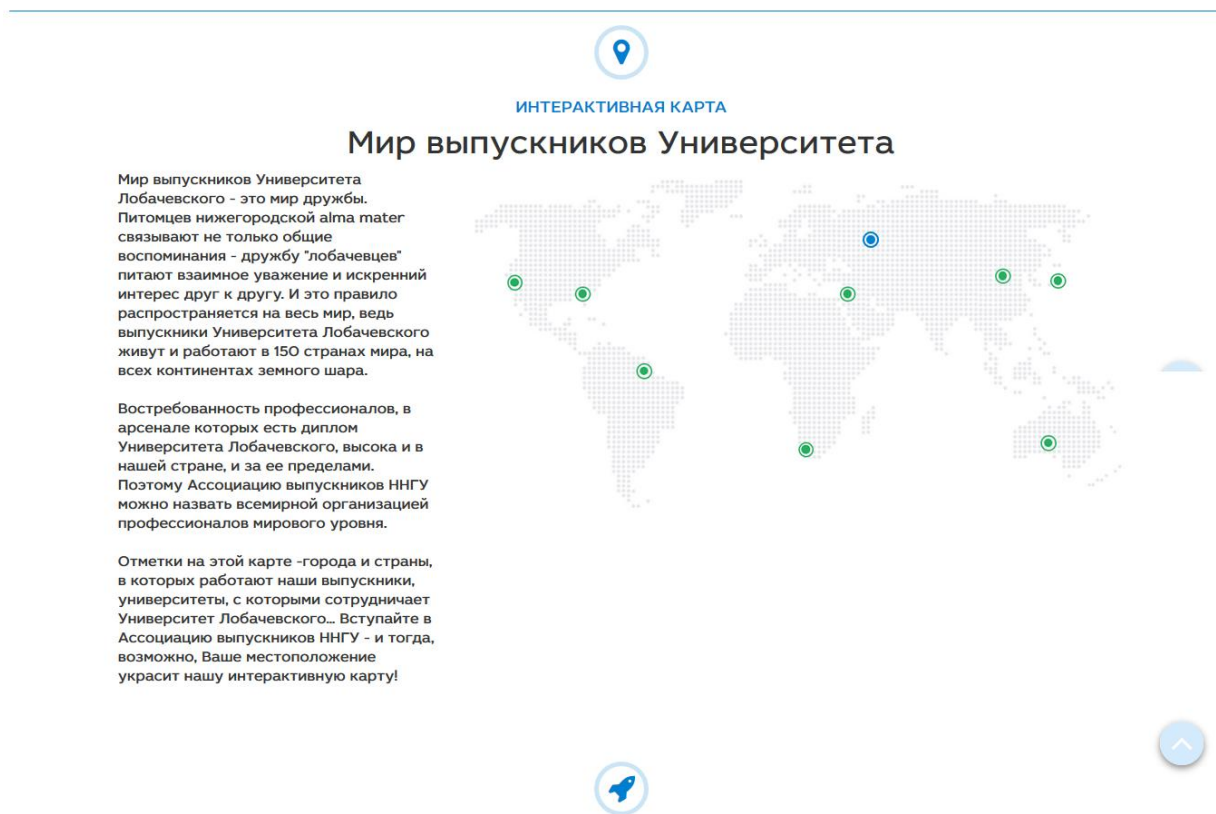 ИНТЕРАКТИВНАЯ КАРТА
Мир выпускников Университета
Мир выпускников Университета
Лобачевского - это мир дружбы.
Питомцев нижегородской alma mater
связывают не только общие
воспоминания - дружбу "лобачевцев"
питают взаимное уважение и искренний
интерес друг к другу. И это правило
распространяется на весь мир, ведь
выпускники Университета Лобачевского
живут и работают в 150 странах мира, на
всех континентах земного шара.
Востребованность профессионалов, в
арсенале которых есть диплом
Университета Лобачевского, высока и в
нашей стране, и за ее пределами.
Поэтому Ассоциацию выпускников ННГУ
можно назвать всемирной организацией
профессионалов мирового уровня.
Отметки на этой карте -города и страны,
в которых работают наши выпускники,
университеты, с которыми сотрудничает
Университет Лобачевского... Вступайте в
Ассоциацию выпускников ННГУ - и тогда,
возможно, Ваше местоположение
украсит нашу интерактивную карту!